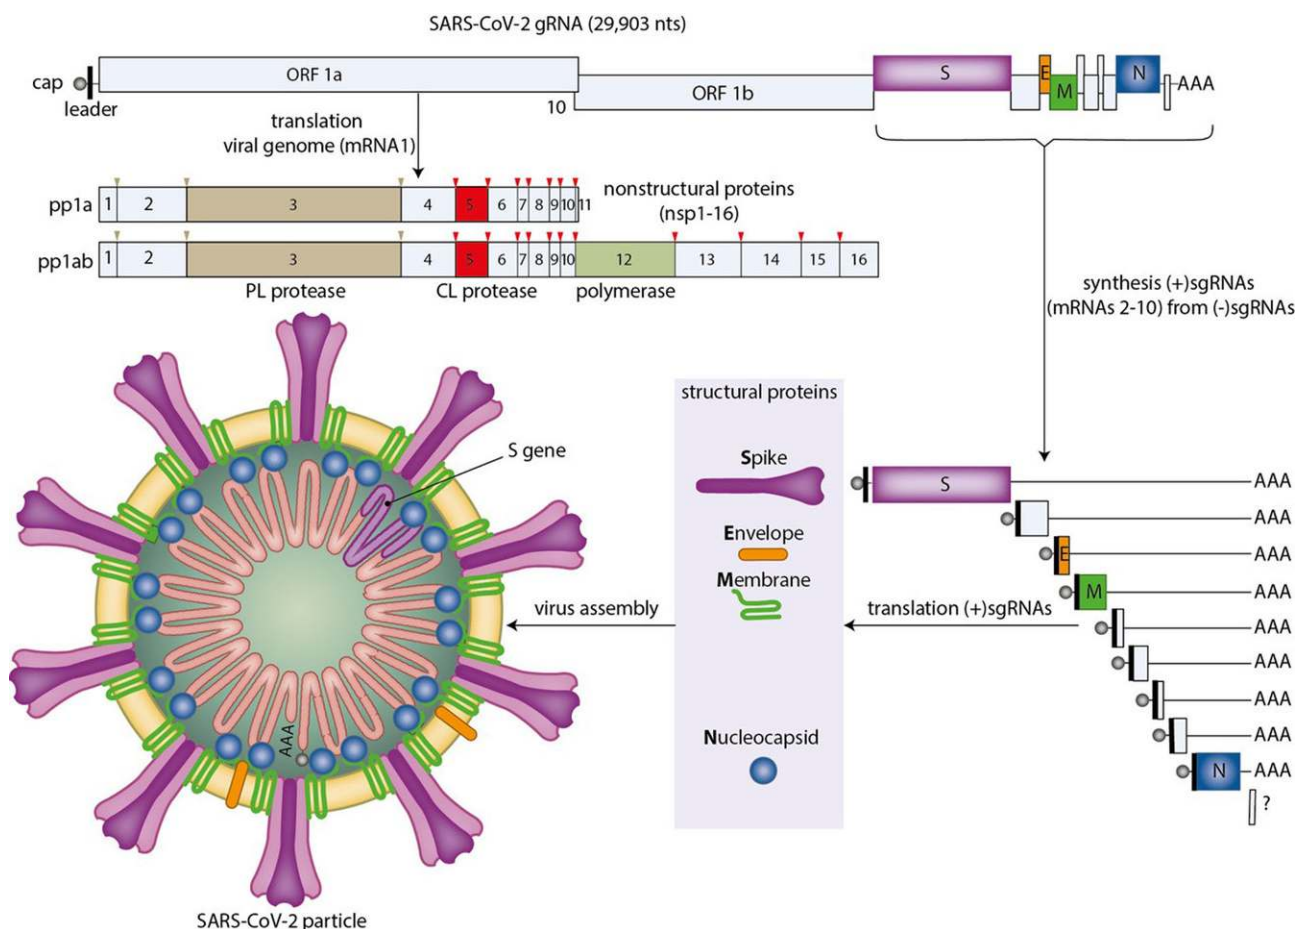 SARS-CoV-2 gRNA (29,903 nts)
cap
leader
ORF 1a
10
ORF 1b
S
E
M
N
AAA
translation
viral genome (mRNA1)
pp1a
1 2 3 4 5 6 7 8 9 10 11
nonstructural proteins
(nsp1-16)
pp1ab
1 2 3 4 5 6 7 8 9 10 12 13 14 15 16
PL protease
CL protease
polymerase
synthesis (+)sgRNAs
(mRNAs 2-10) from (-)sgRNAs
S gene
AAA
SARS-CoV-2 particle
virus assembly
structural proteins
Spike
Envelope
Membrane
Nucleocapsid
translation (+)sgRNAs
S AAA
AAA
E AAA
M AAA
AAA
AAA
AAA
AAA
N AAA
?